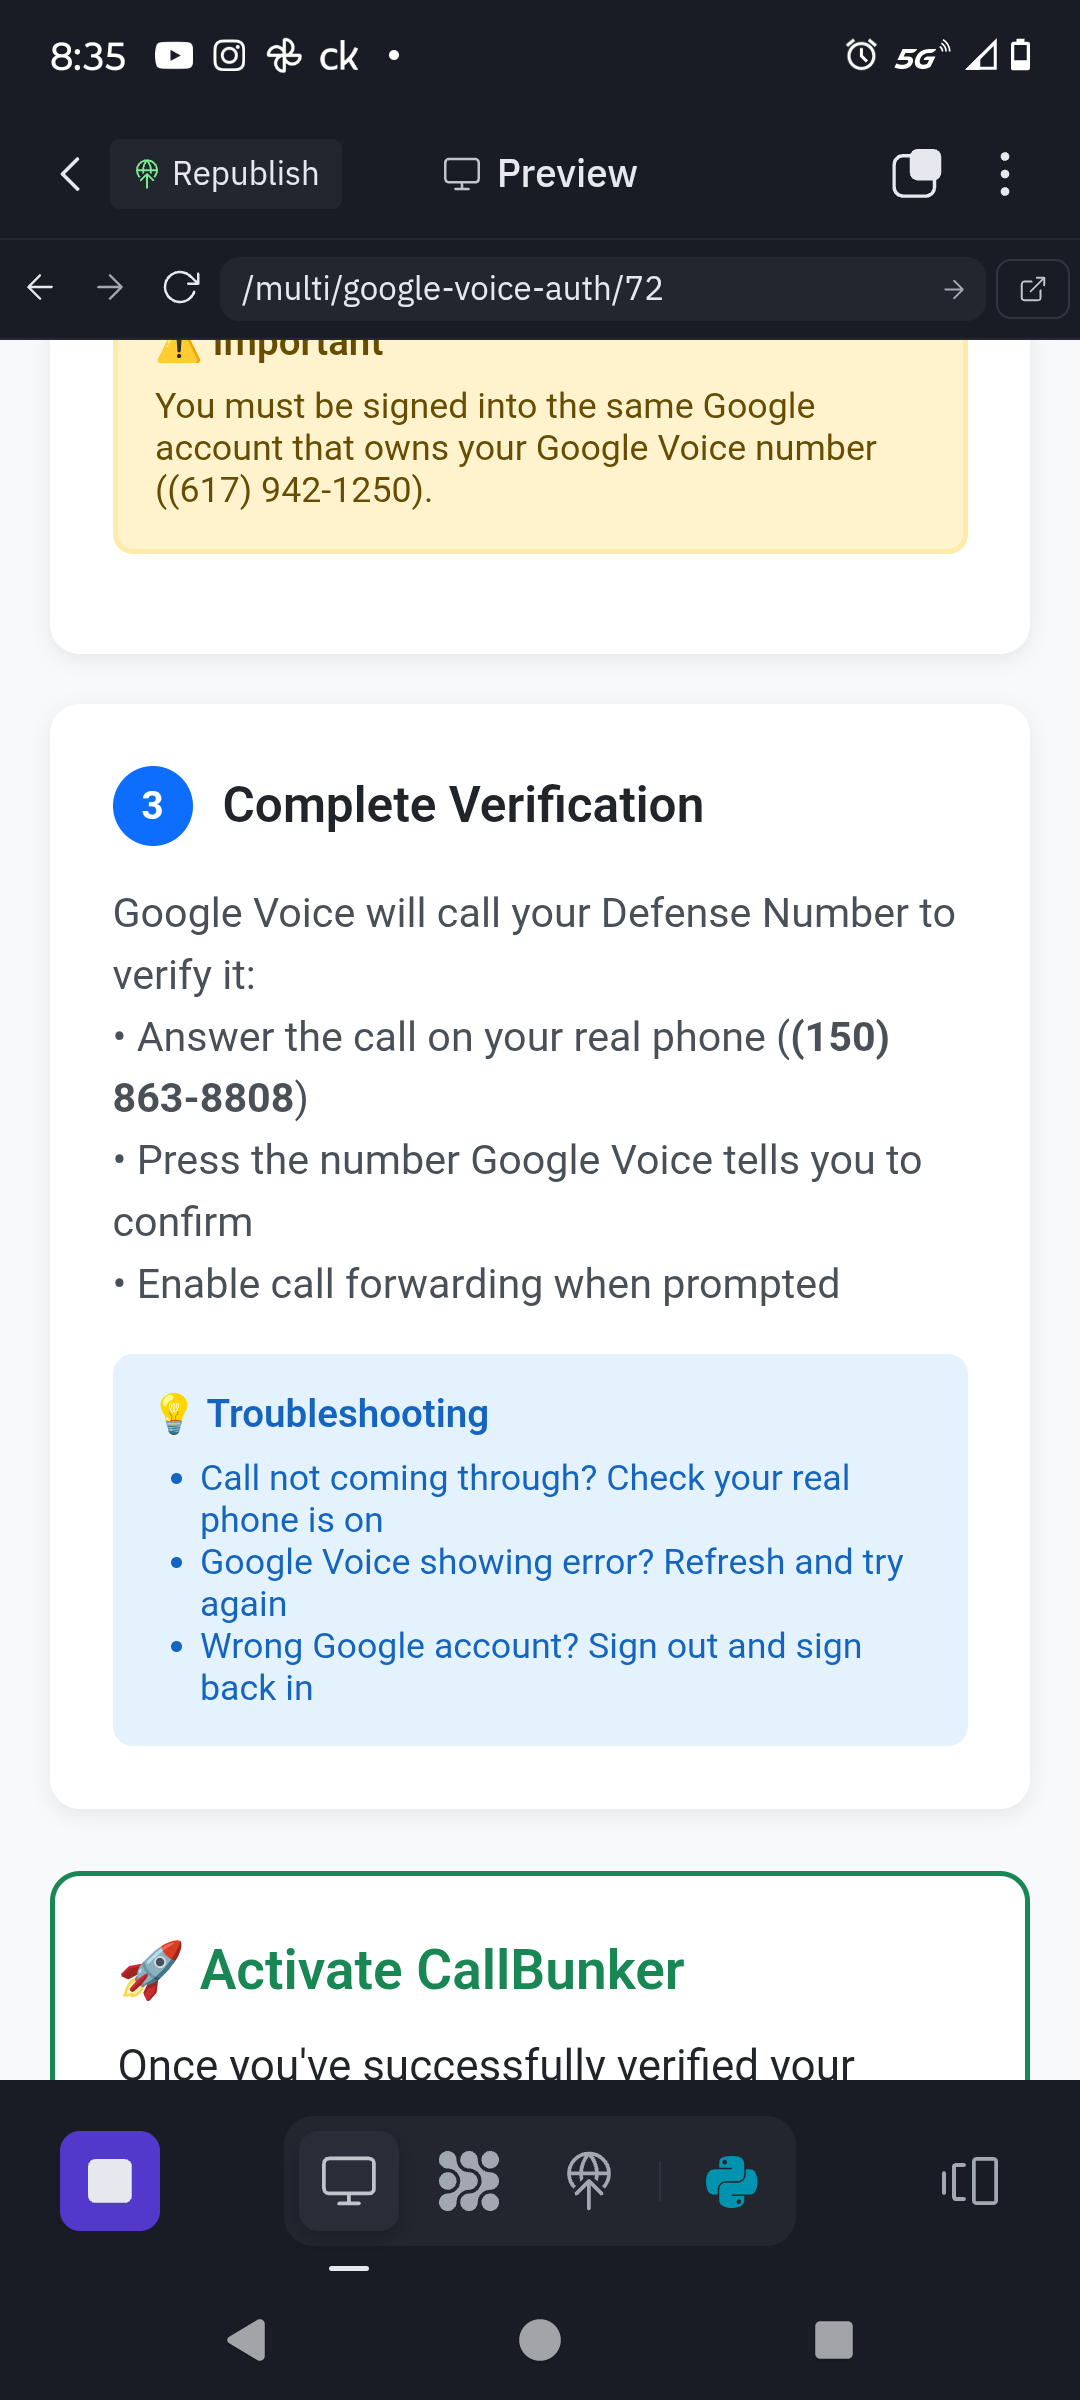 8:35
ck
5G
Republish
Preview
/multi/google-voice-auth/72
Important
You must be signed into the same Google
account that owns your Google Voice number
((617) 942-1250).
3
Complete Verification
Google Voice will call your Defense Number to
verify it:
• Answer the call on your real phone ((150)
863-8808)
• Press the number Google Voice tells you to
confirm
• Enable call forwarding when prompted
Troubleshooting
• Call not coming through? Check your real
phone is on
• Google Voice showing error? Refresh and try
again
• Wrong Google account? Sign out and sign
back in
Activate CallBunker
Once you've successfully verified your